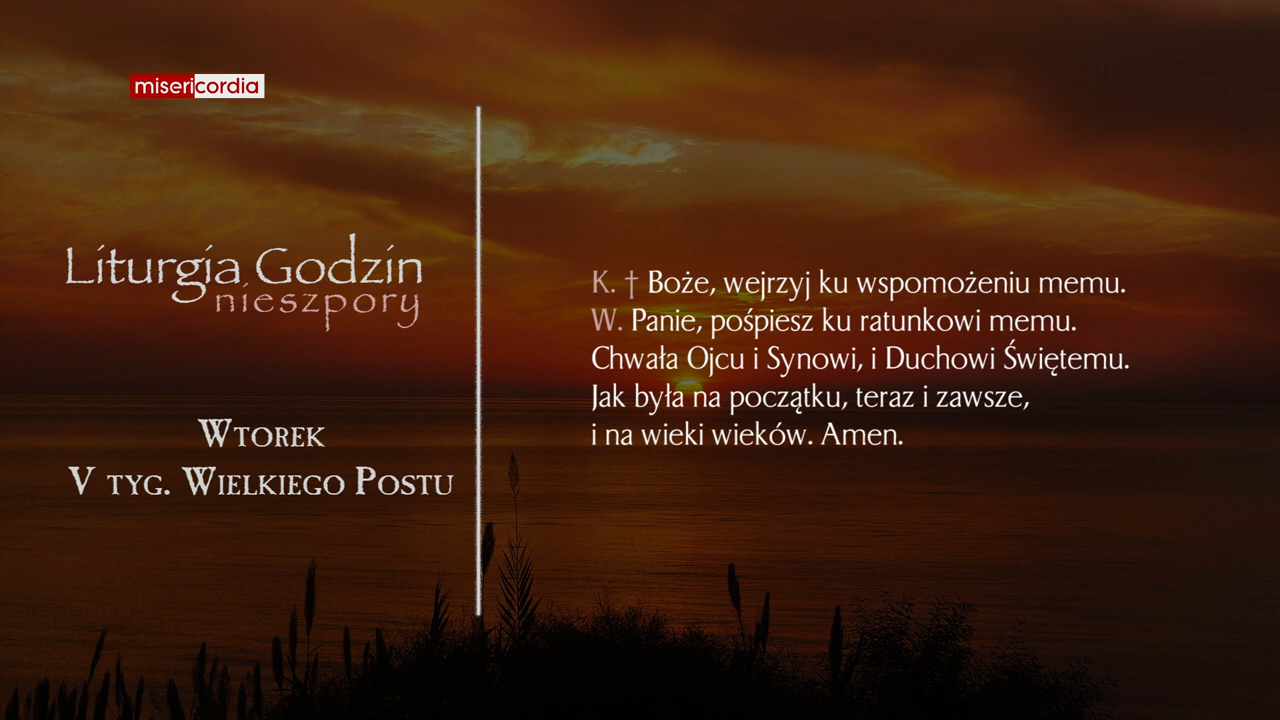 misericordia
Liturgia Godzin
nieszpory
Wtorek
V tyg. Wielkiego Postu
K. † Boże, wejrzyj ku wspomożeniu memu.
W. Panie, pośpiesz ku ratunkowi memu.
Chwała Ojcu i Synowi, i Duchowi Świętemu.
Jak była na początku, teraz i zawsze,
i na wieki wieków. Amen.